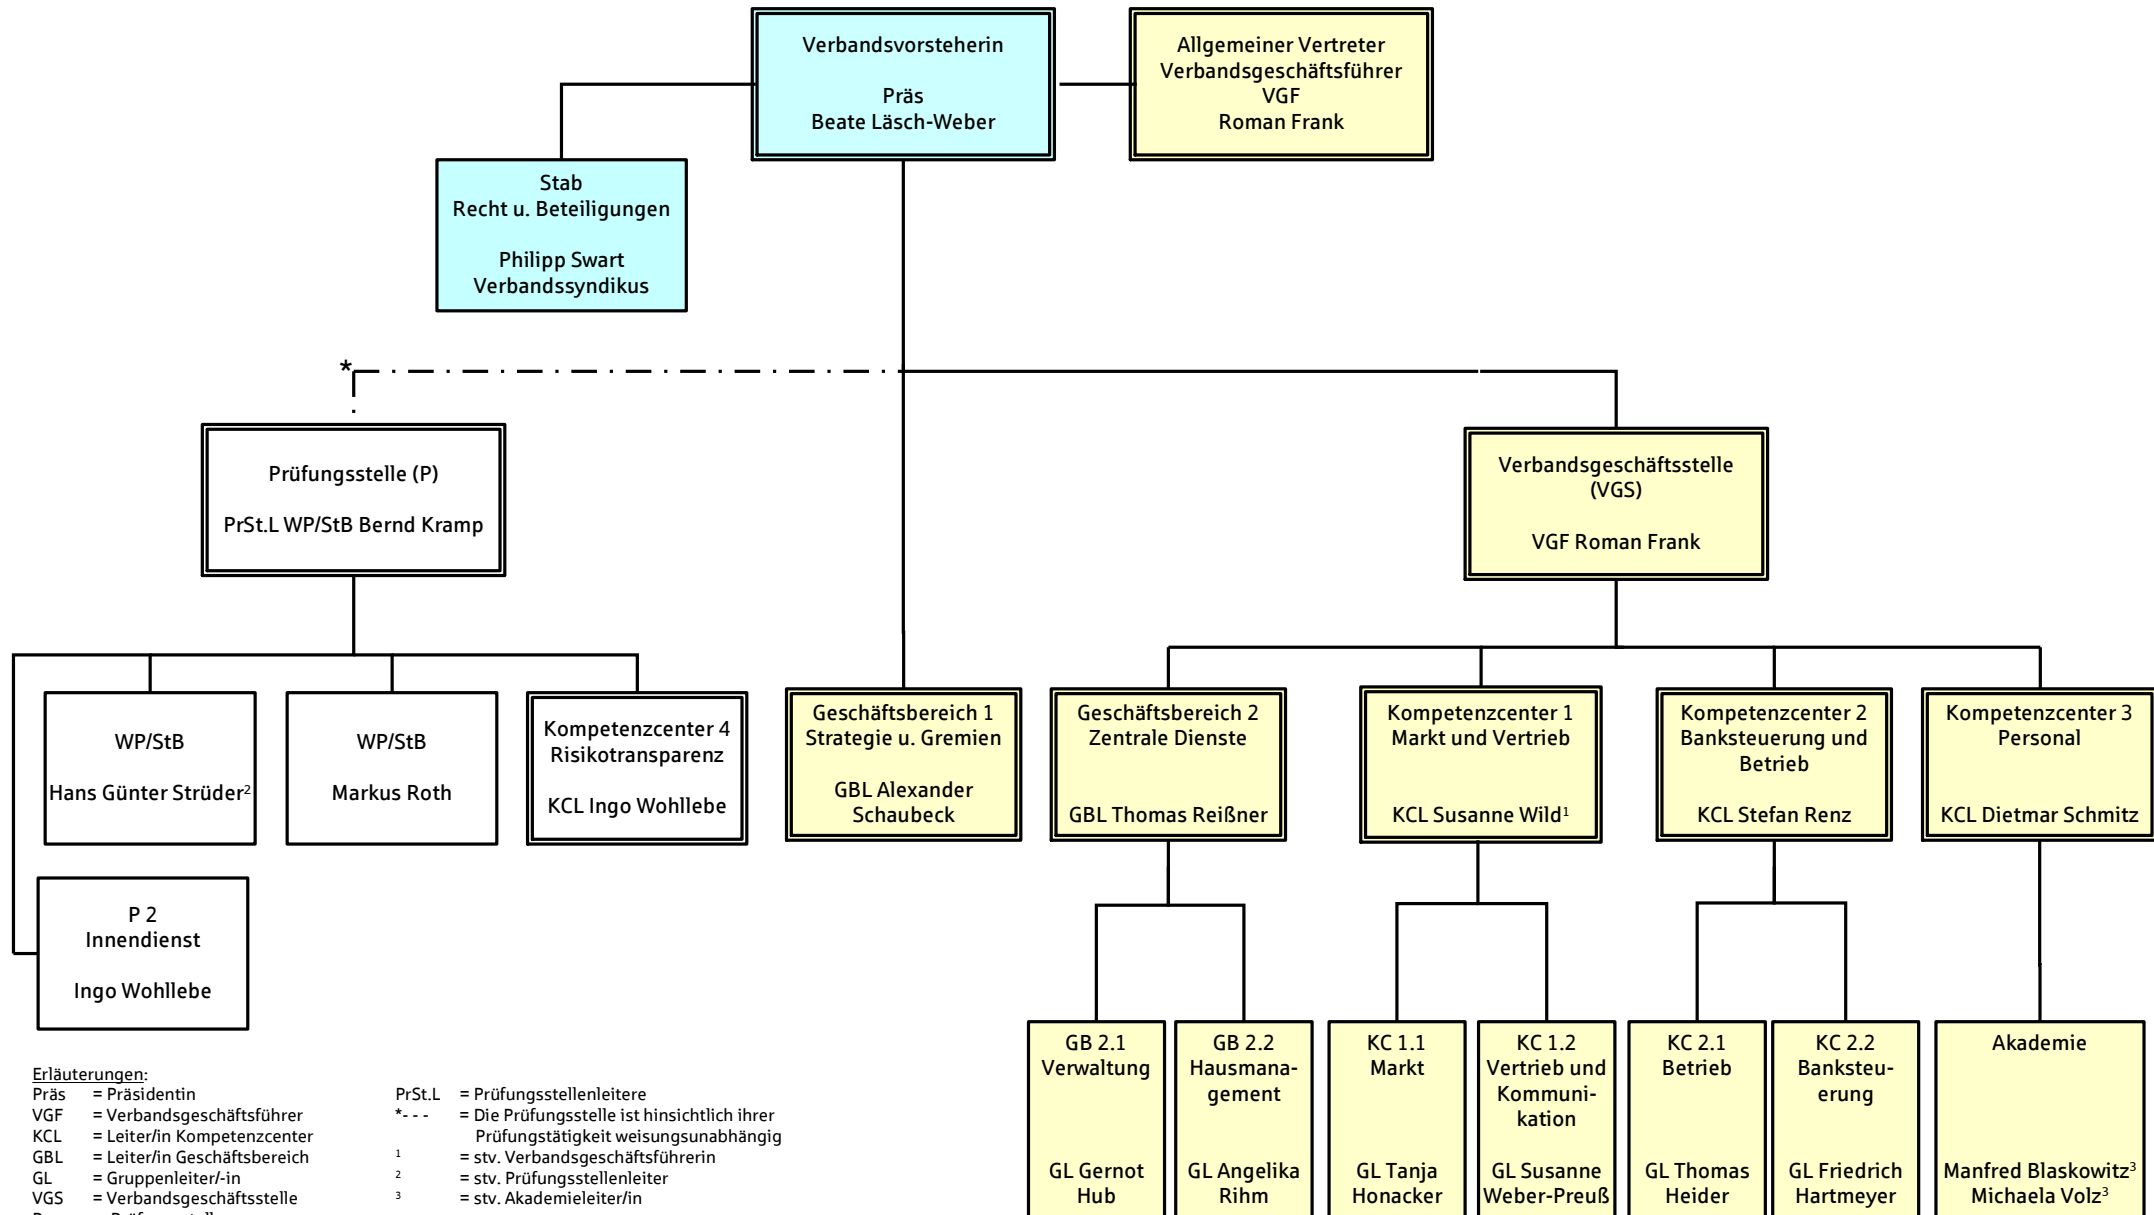 Verbandsvorsteherin
Präs
Beate Läsch-Weber
Allgemeiner Vertreter
Verbandsgeschäftsführer
VGF
Roman Frank
Stab
Recht u. Beteiligungen
Philipp Swart
Verbandssyndikus
*
Prüfungsstelle (P)
PrSt.L WP/StB Bernd Kramp
Verbandsgeschäftsstelle
(VGS)
VGF Roman Frank
WP/StB
Hans Günter Strüder²
WP/StB
Markus Roth
Kompetenzcenter 4
Risikotransparenz
KCL Ingo Wohllebe
Geschäftsbereich 1
Strategie u. Gremien
GBL Alexander
Schaubeck
Geschäftsbereich 2
Zentrale Dienste
GBL Thomas Reißner
Kompetenzcenter 1
Markt und Vertrieb
KCL Susanne Wild¹
Kompetenzcenter 2
Banksteuerung und
Betrieb
KCL Stefan Renz
Kompetenzcenter 3
Personal
KCL Dietmar Schmitz
P 2
Innendienst
Ingo Wohllebe
GB 2.1
Verwaltung
GL Gernot
Hub
GB 2.2
Hausmana-
gement
GL Angelika
Rihm
KC 1.1
Markt
GL Tanja
Honacker
KC 1.2
Vertrieb und
Kommuni-
kation
GL Susanne
Weber-Preuß
KC 2.1
Betrieb
GL Thomas
Heider
KC 2.2
Banksteu-
erung
GL Friedrich
Hartmeyer
Akademie
Manfred Blaskowitz³
Michaela Volz³
Erläuterungen:
Präs = Präsidentin
VGF = Verbandsgeschäftsführer
KCL = Leiter/in Kompetenzcenter
GBL = Leiter/in Geschäftsbereich
GL = Gruppenleiter/-in
VGS = Verbandsgeschäftsstelle
PrSt.L = Prüfungsstellenleitere
*- - - = Die Prüfungsstelle ist hinsichtlich ihrer
Prüfungstätigkeit weisungsunabhängig
¹ = stv. Verbandsgeschäftsführerin
² = stv. Prüfungsstellenleiter
³ = stv. Akademieleiter/in